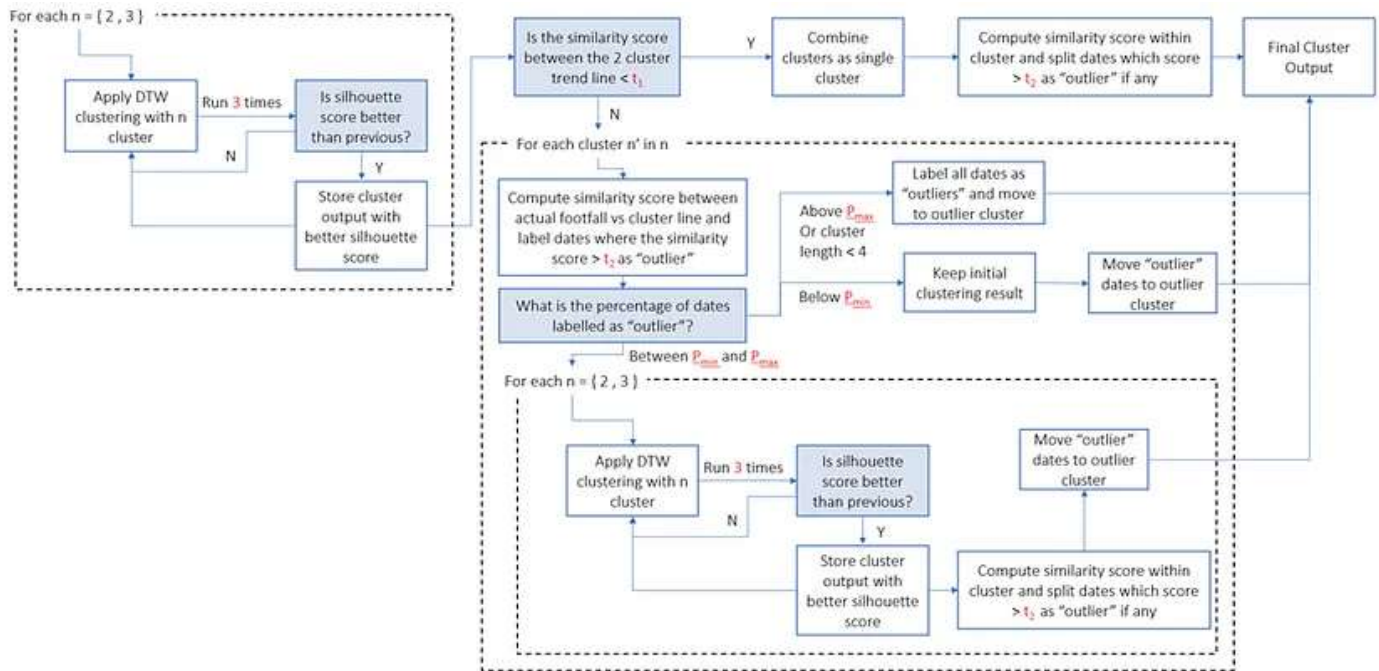 For each n = { 2 , 3 }
Apply DTW
clustering with n
cluster
Run 3 times
Is silhouette
score better
than previous?
N
Y
Store cluster
output with
better silhouette
score
Is the similarity score
between the 2 cluster
trend line < t1
Y
N
Combine
clusters as single
cluster
Compute similarity score within
cluster and split dates which score
> t2 as “outlier” if any
Final Cluster
Output
For each cluster n’ in n
Compute similarity score between
actual footfall vs cluster line and
label dates where the similarity
score > t2 as “outlier”
What is the percentage of dates
labelled as “outlier”?
Above Pmax
Or cluster
length < 4
Label all dates as
“outliers” and move
to outlier cluster
Below Pmin
Keep initial
clustering result
Move “outlier”
dates to outlier
cluster
Between Pmin and Pmax
For each n = { 2 , 3 }
Apply DTW
clustering with n
cluster
Run 3 times
Is silhouette
score better
than previous?
N
Y
Store cluster
output with
better silhouette
score
Compute similarity score within
cluster and split dates which score
> t2 as “outlier” if any
Move “outlier”
dates to outlier
cluster